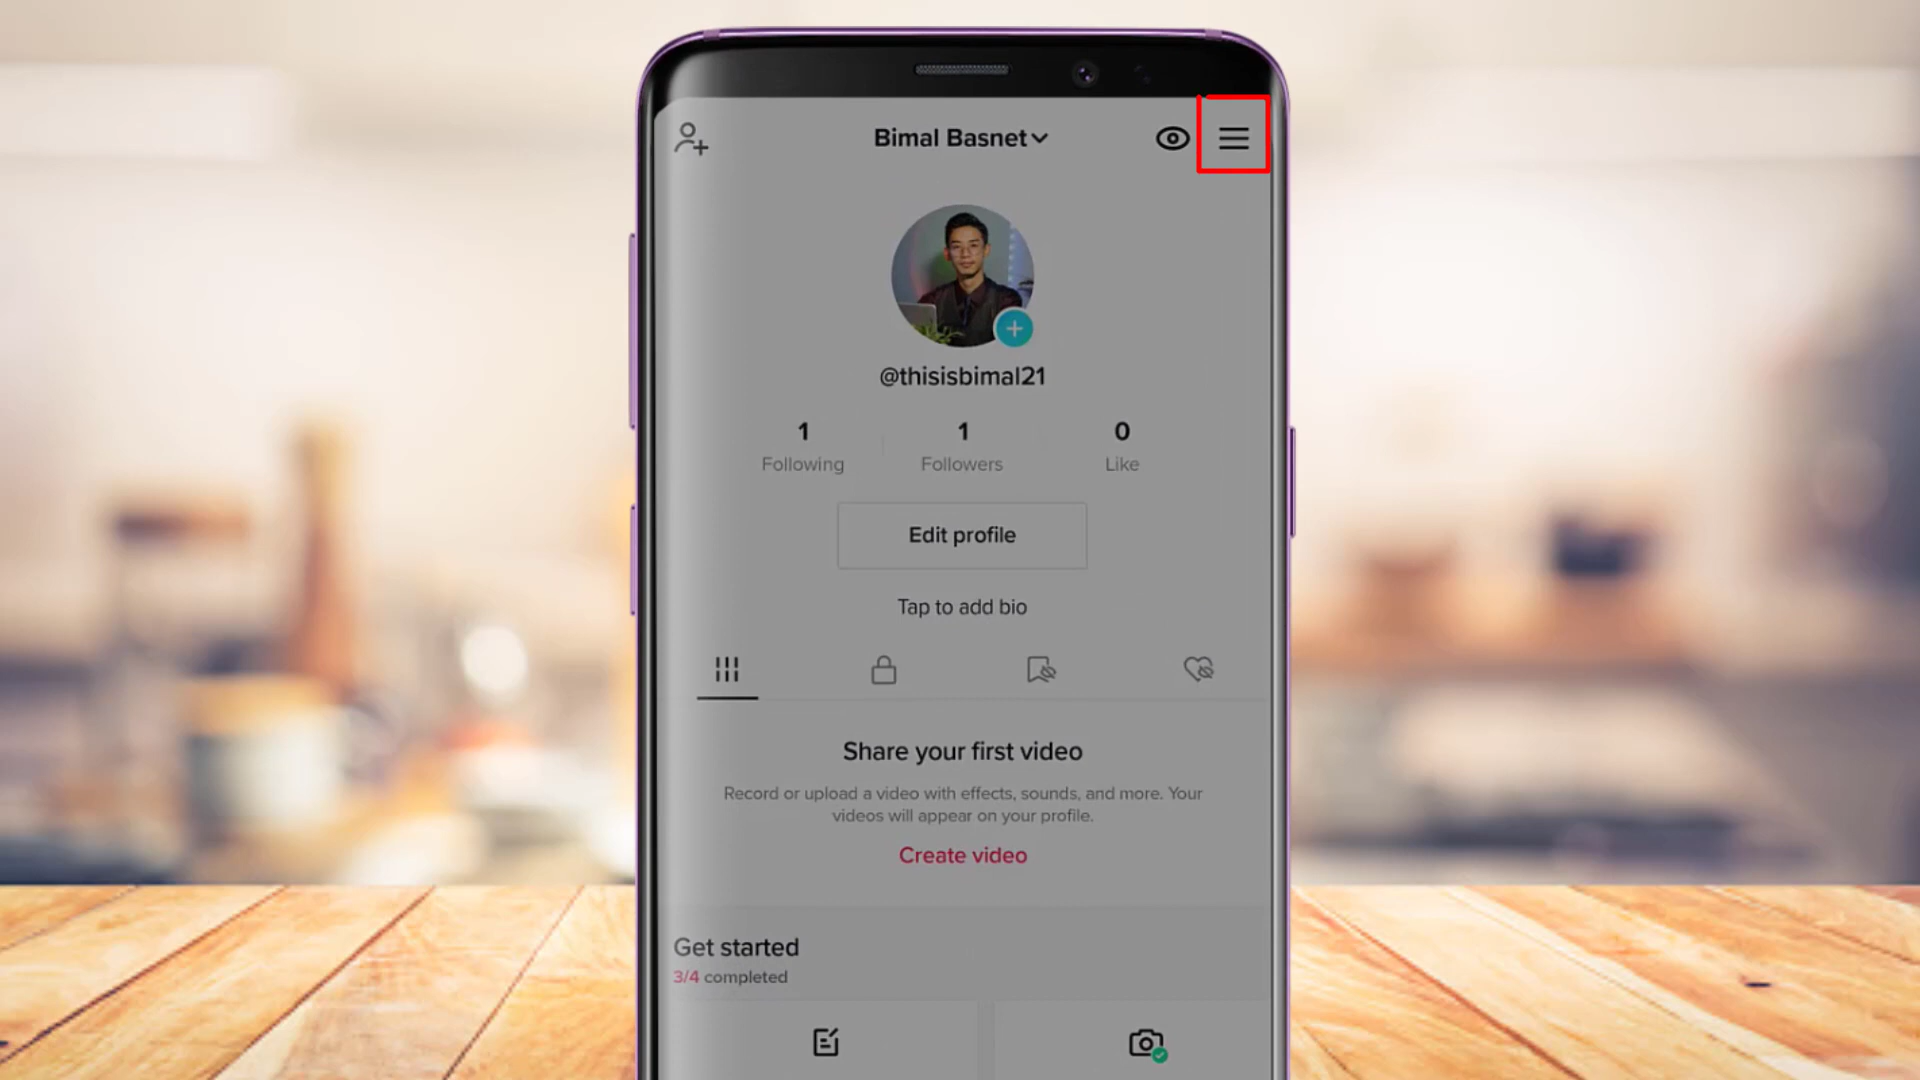 Bimal Basnet
@thisisbimal21
1 1 0
Following Followers Like
Edit profile
Tap to add bio
Share your first video
Record or upload a video with effects, sounds, and more. Your
videos will appear on your profile.
Create video
Get started
3/4 completed